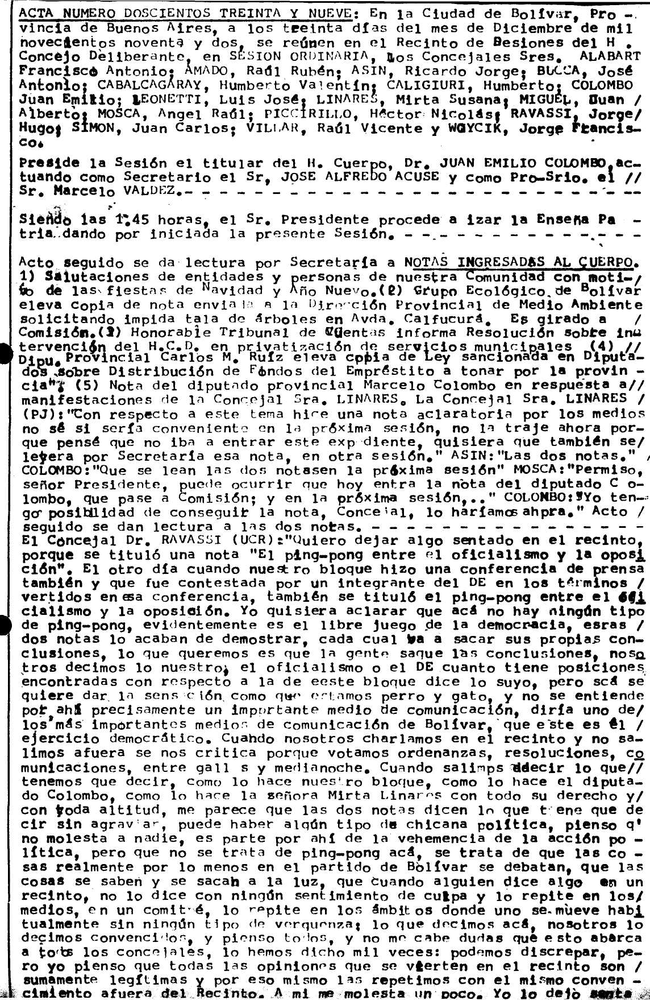 ACTA NUMERO DOSCIENTOS TREINTA Y NUEVE: En la Ciudad de Bolívar, Pro -
vincia de Buenos Aires, a los treinta días del mes de Diciembre de mil
novecientos noventa y dos, se reúnen en el Recinto de Sesiones del H .
Concejo Deliberante, en SESION ORDINARIA, los Concejales Sres. ALABART
Francisco Antonio; AMADO, Raúl Rubén; ASIN, Ricardo Jorge; BUCCA, José
Antonio; CABALCAGARAY, Humberto Valentín; CALIGIURI, Humberto; COLOMBO
Juan Emilio; LEONETTI, Luis José; LINARES, Mirta Susana; MIGUEL, Juan /
Alberto; MOSCA, Angel Raúl; PICCIRILLO, Héctor Nicolás; RAVASSI, Jorge/
Hugo; SIMON, Juan Carlos; VILLAR, Raúl Vicente y WOYCIK, Jorge Francis-
co.
Preside la Sesión el titular del H. Cuerpo, Dr. JUAN EMILIO COLOMBO,ac-
tuando como Secretario el Sr, JOSE ALFREDO ACUSE y como Pro-Srio. el //
Sr. Marcelo VALDEZ.- - - - - - - - - - - - - - - - - - - - - - - - - --
Siendo las 45 horas, el Sr. Presidente procede a izar la Enseña Pa -
tria dando por iniciada la presente Sesión. - - - - - - - - - - - - - -
Acto seguido se da lectura por Secretaría a NOTAS INGRESADAS AL CUERPO.
1) Salutaciones de entidades y personas de nuestra Comunidad con moti-/
vo de las fiestas de Navidad y Año Nuevo.(2) Grupo Ecológico de Bolívar
eleva copia de nota enviada a la Dirección Provincial de Medio Ambiente
solicitando impida tala de árboles en Avda. Calfucurá. Es girado a /
Comisión.(3) Honorable Tribunal de Cuentas informa Resolución sobre in-
tervención del H.C.D. en privatización de servicios municipales (4) //
Dipu. Provincial Carlos M. Ruíz eleva copia de Ley sancionada en Diputa-
dos sobre Distribución de Fondos del Empréstito a tonar por la provin -
cia"; (5) Nota del diputado provincial Marcelo Colombo en respuesta a//
manifestaciones de la Concejal Sra. LINARES. La Concejal Sra. LINARES /
(PJ):"Con respecto a este tema hice una nota aclaratoria por los medios
no sé si sería conveniente en la próxima sesión, no la traje ahora por-
que pensé que no iba a entrar este expediente, quisiera que también se/
leyera por Secretaría esa nota, en otra sesión." ASIN:"Las dos notas." /
COLOMBO:"Que se lean las dos notasen la próxima sesión" MOSCA:"Permiso,
señor Presidente, puede ocurrir que hoy entra la nota del diputado C o-
lombo, que pase a Comisión; y en la próxima sesión,.." COLOMBO:"Yo ten-
go posibilidad de conseguir la nota, Concejal, lo haríamos ahpra." Acto /
seguido se dan lectura a las dos notas. - - - - - - - - - - - - - - - -
El Concejal Dr. RAVASSI (UCR):"Quiero dejar algo sentado en el recinto,
porque se tituló una nota "El ping-pong entre el oficialismo y la oposi
ción". El otro día cuando nuestro bloque hizo una conferencia de prensa
también y que fue contestada por un integrante del DE en los términos /
vertidos en esa conferencia, también se tituló el ping-pong entre el ofi
cialismo y la oposición. Yo quisiera aclarar que acá no hay ningún tipo
de ping-pong, evidentemente es el libre juego de la democracia, esras /
dos notas lo acaban de demostrar, cada cual va a sacar sus propias con-
clusiones, lo que queremos es que la gente saque las conclusiones, noso
tros decimos lo nuestro; el oficialismo o el DE cuanto tiene posiciones
encontradas con respecto a la de eeste bloque dice lo suyo, pero scá se
quiere dar la sensación como que estamos perro y gato, y no se entiende
por ahí precisamente un importante medio de comunicación, diría uno de/
los más importantes medios de comunicación de Bolívar, que este es el /
ejercicio democrático. Cuando nosotros charlamos en el recinto y no sa-
limos afuera se nos critica porque votamos ordenanzas, resoluciones, co
municaciones, entre gall s y medianoche. Cuando salimps a decir lo que//
tenemos que decir, como lo hace nuestro bloque, como lo hace el diputa-
do Colombo, como lo hace la señora Mirta Linares con todo su derecho y/
con toda altitud, me parece que las dos notas dicen lo que tiene que de
cir sin agraviar, puede haber algún tipo de chicana política, pienso q'
no molesta a nadie, es parte por ahí de la vehemencia de la acción po -
lítica, pero que no se trata de ping-pong acá, se trata de que las co -
sas realmente por lo menos en el partido de Bolívar se debatan, que las
cosas se saben y se sacan a la luz, que cuando alguien dice algo en un
recinto, no lo dice con ningún sentimiento de culpa y lo repite en los/
medios, en un comité, lo repite en los ámbitos donde uno se mueve habi
tualmente sin ningún tipo de verguenza; lo que decimos acá, nosotros lo
decimos convencidos, y pienso todos, y no me cabe dudas que esto abarca
a todos los concejales, lo hemos dicho mil veces: podemos discrepar, pe-
ro yo pienso que todas las opiniones que se vierten en el recinto son /
sumamente legítimas y por eso mismo las repetimos con el mismo conven -
cimiento afuera del Recinto. A mi me molesta un poco. Yo lo dejo senta